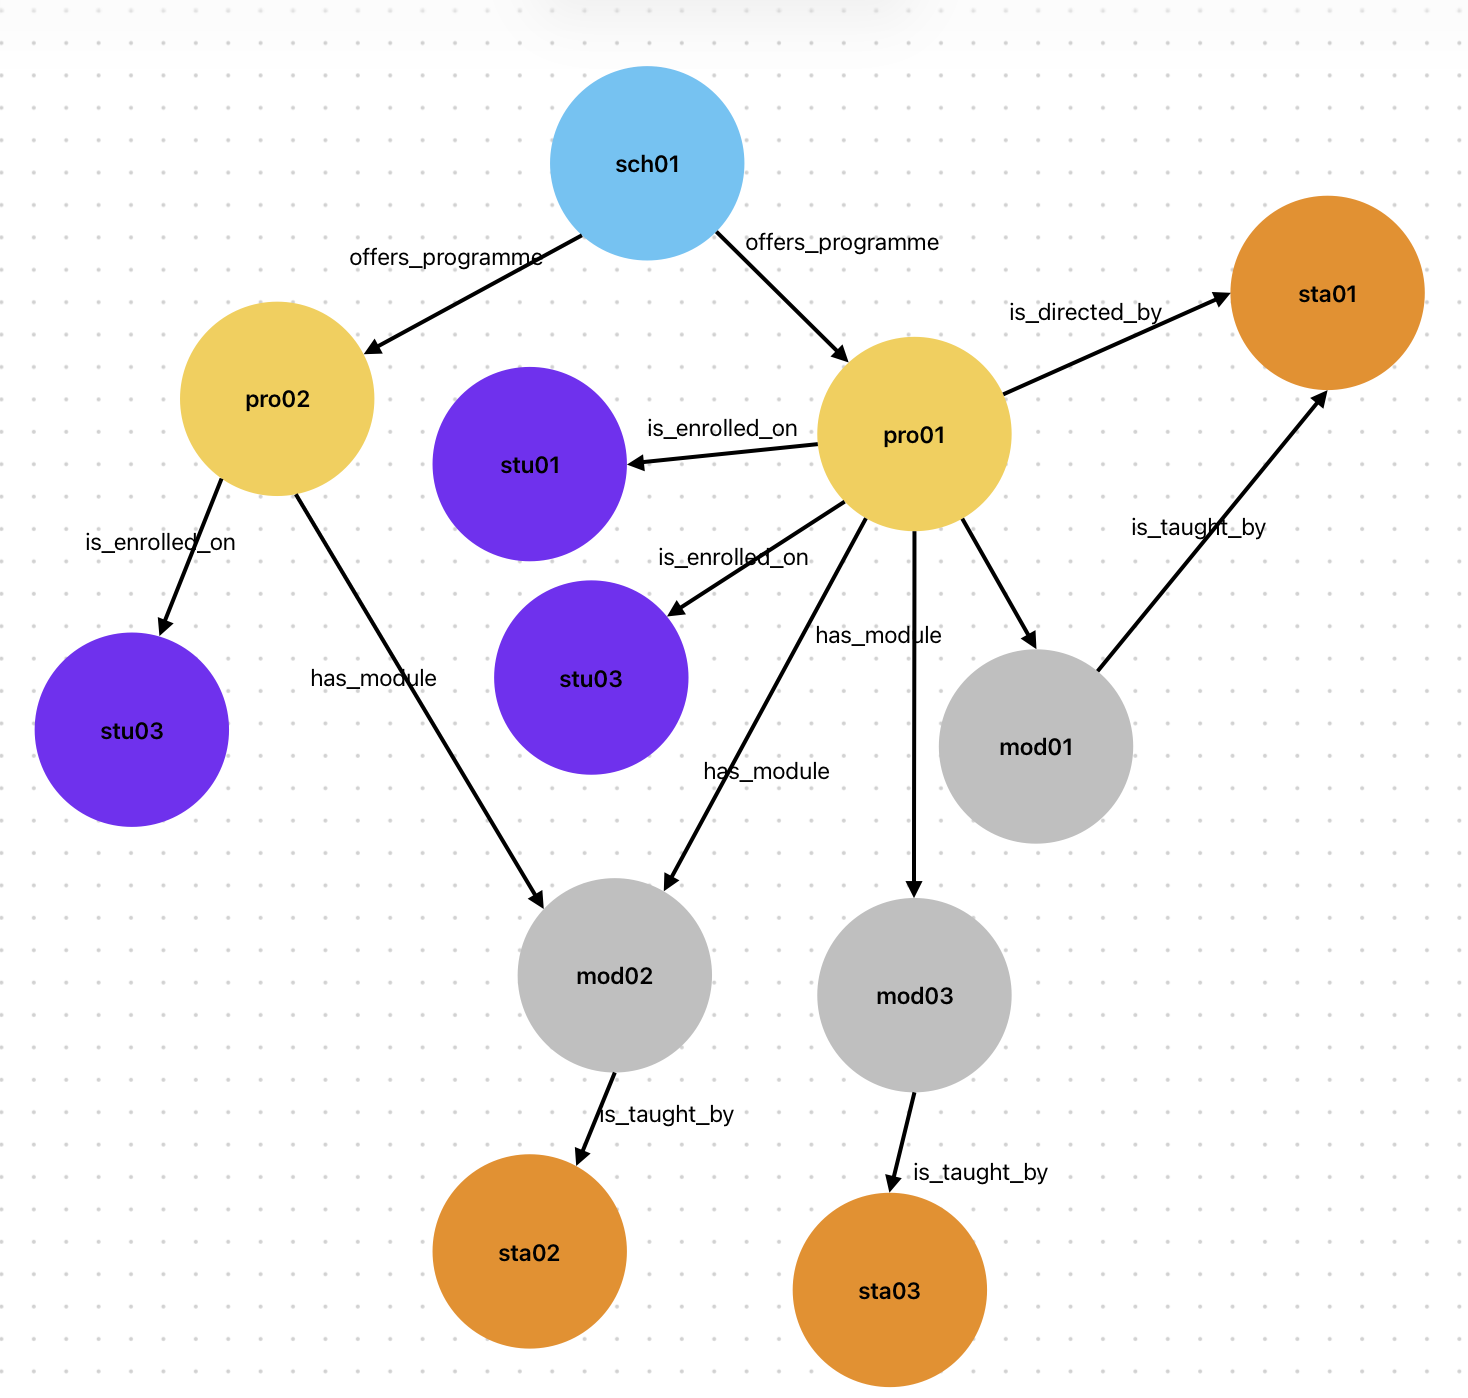 sch01
offers_programme
offers_programme
sta01
is_directed_by
pro02
pro01
is_enrolled_on
stu01
is_taught_by
is_enrolled_on
is_enrolled_on
has_module
has_module
stu03
stu03
mod01
has_module
mod02
mod03
is_taught_by
is_taught_by
sta02
sta03